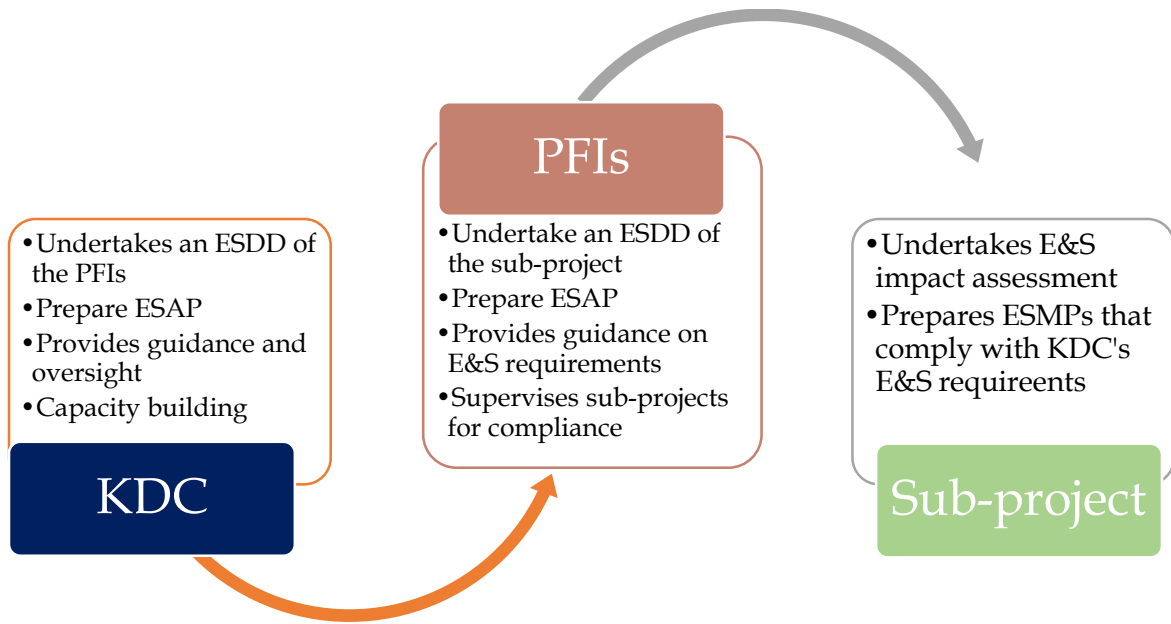 •Undertakes an ESDD of
the PFIs
•Prepare ESAP
•Provides guidance and
oversight
•Capacity building
KDC
PFIs
•Undertake an ESDD of
the sub-project
•Prepare ESAP
•Provides guidance on
E&S requirements
•Supervises sub-projects
for compliance
•Undertakes E&S
impact assessment
•Prepares ESMPs that
comply with KDC's
E&S requireents
Sub-project